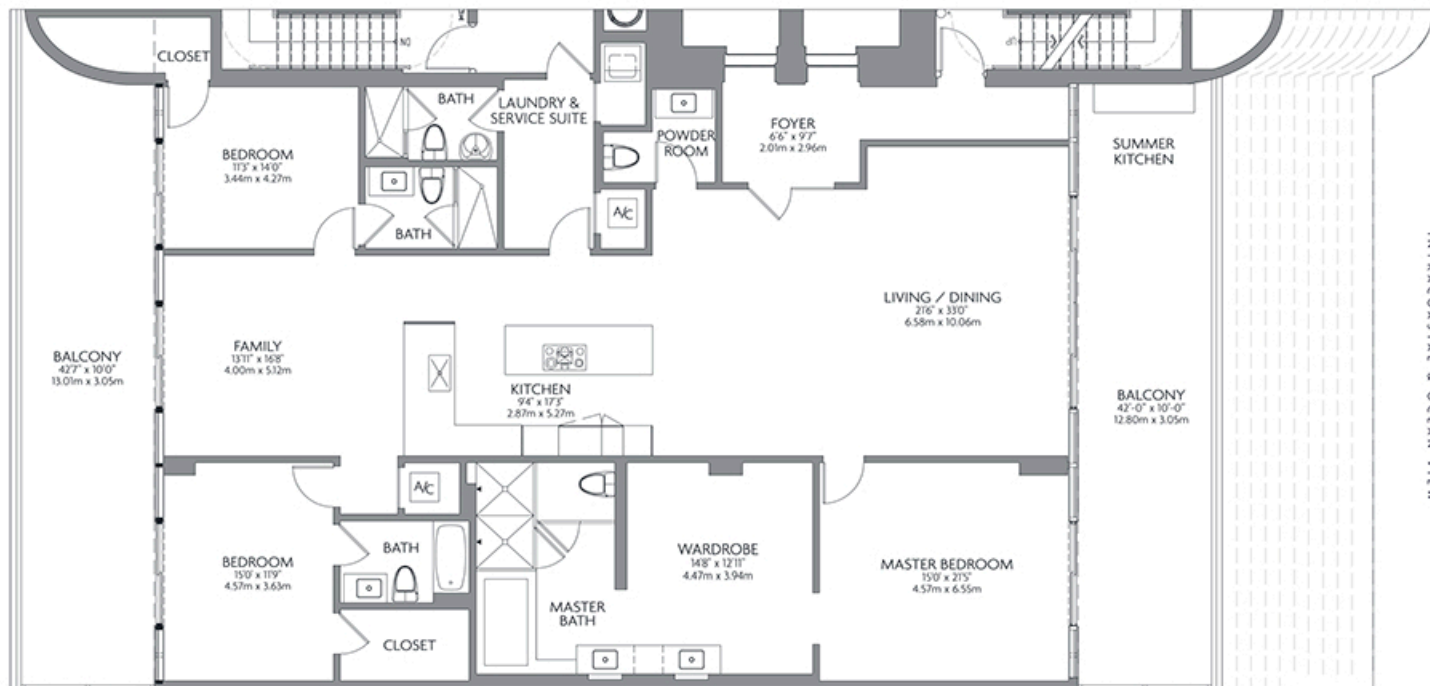 CLOSET
DN
UP
BATH
LAUNDRY &
SERVICE SUITE
POWDER
ROOM
FOYER
6'6" x 9'7"
2.01m x 2.96m
SUMMER
KITCHEN
BEDROOM
11'3" x 14'0"
3.44m x 4.27m
BATH
A/C
LIVING / DINING
21'6" x 33'0"
6.58m x 10.06m
BALCONY
42'7" x 10'0"
13.01m x 3.05m
FAMILY
13'11" x 16'8"
4.00m x 5.12m
KITCHEN
9'4" x 17'3"
2.87m x 5.27m
BALCONY
42'-0" x 10'-0"
12.80m x 3.05m
A/C
BEDROOM
15'0' x 11'9"
4.57m x 3.63m
BATH
CLOSET
MASTER
BATH
WARDROBE
14'8" x 12'11"
4.47m x 3.94m
MASTER BEDROOM
15'0' x 21'5"
4.57m x 6.55m